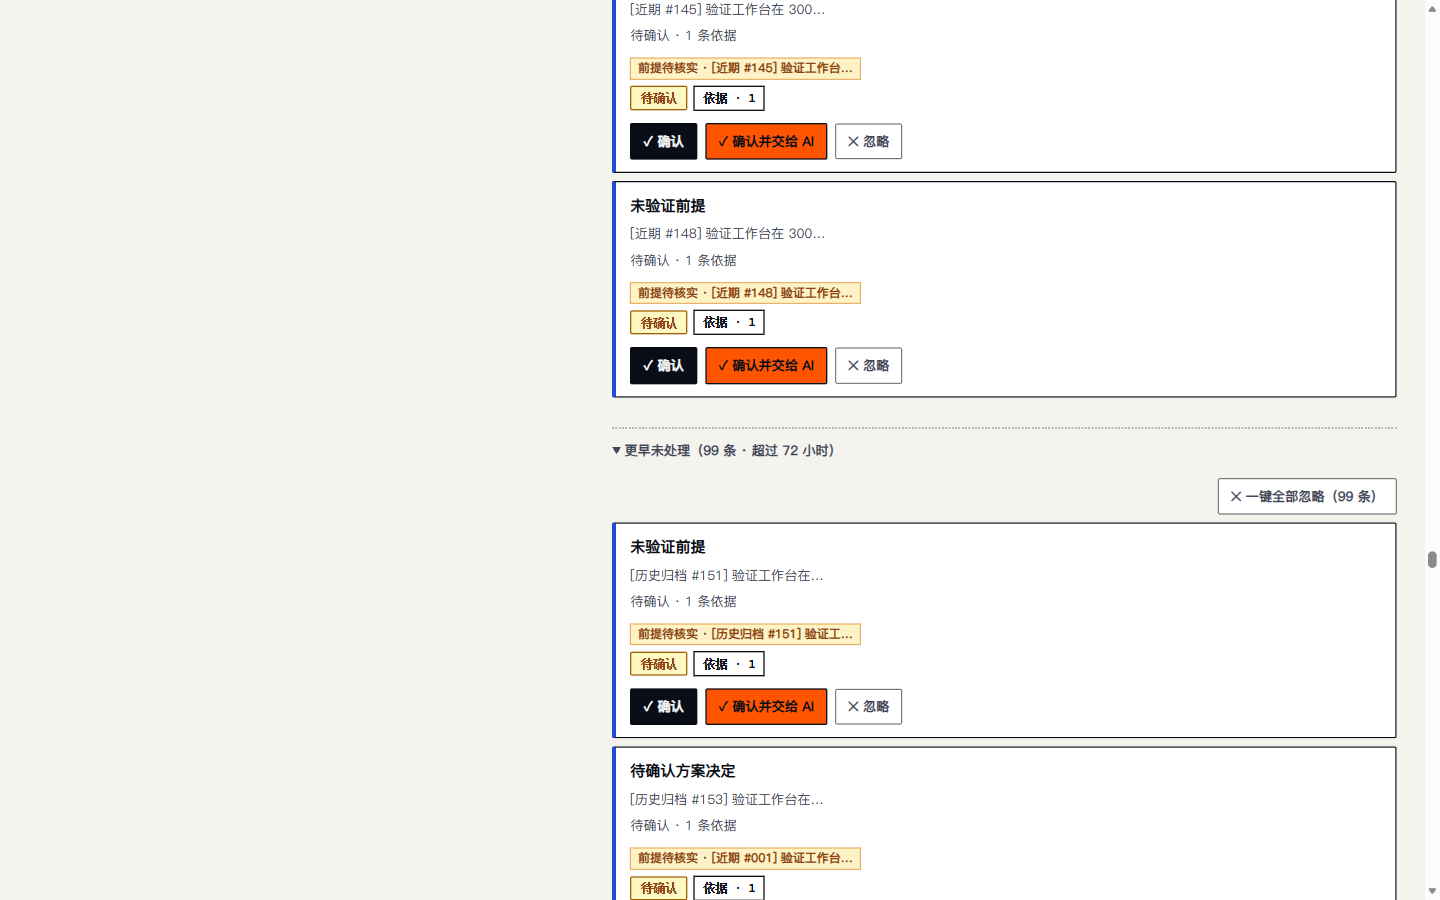 [近期 #145] 验证工作台在 300...
待确认 · 1 条依据
前提待核实 · [近期 #145] 验证工作台...
待确认 依据 · 1
✓ 确认 ✓ 确认并交给 AI ✕ 忽略
未验证前提
[近期 #148] 验证工作台在 300...
待确认 · 1 条依据
前提待核实 · [近期 #148] 验证工作台...
待确认 依据 · 1
✓ 确认 ✓ 确认并交给 AI ✕ 忽略
▼ 更早未处理（99 条 · 超过 72 小时）
✕ 一键全部忽略（99 条）
未验证前提
[历史归档 #151] 验证工作台在...
待确认 · 1 条依据
前提待核实 · [历史归档 #151] 验证工...
待确认 依据 · 1
✓ 确认 ✓ 确认并交给 AI ✕ 忽略
待确认方案决定
[历史归档 #153] 验证工作台在...
待确认 · 1 条依据
前提待核实 · [近期 #001] 验证工作台...
待确认 依据 · 1